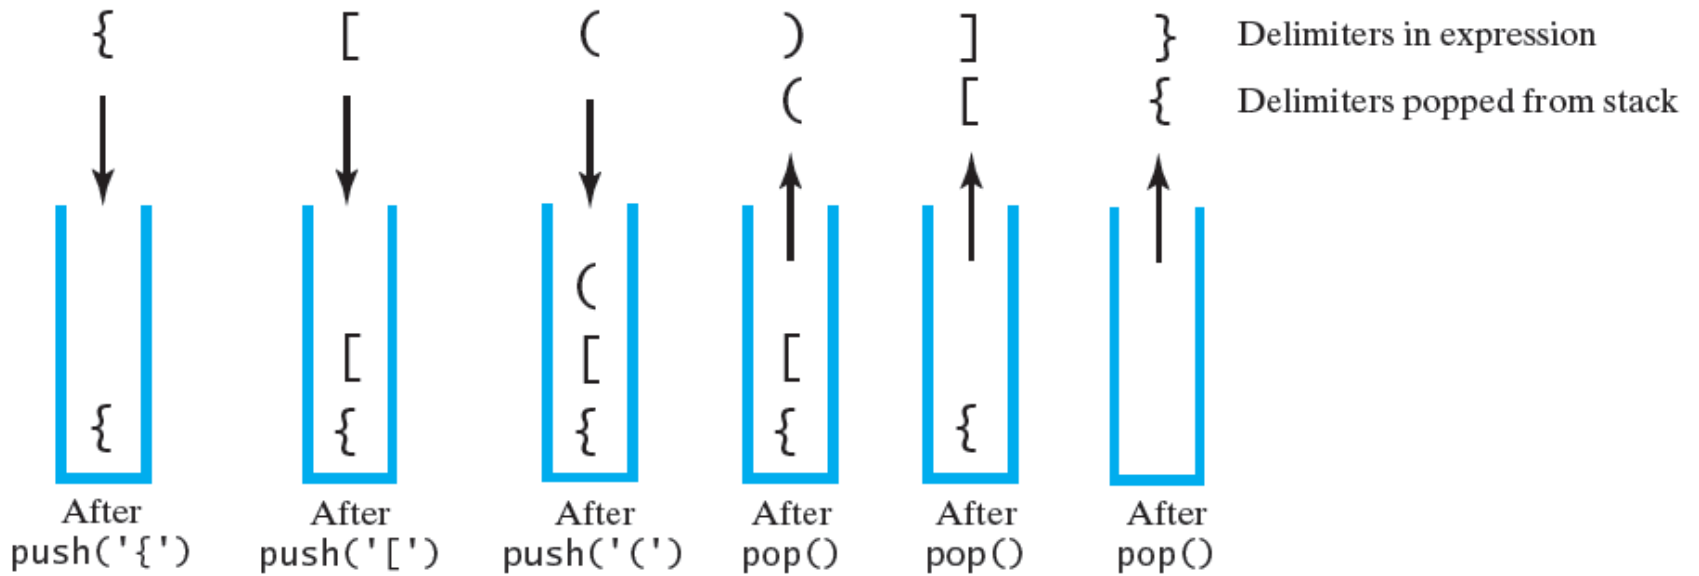 { [ ( ) ] } Delimiters in expression
( [ { Delimiters popped from stack
(
[ [ [
{ { { { {
After After After After After After
push('{') push('[') push('(') pop() pop() pop()